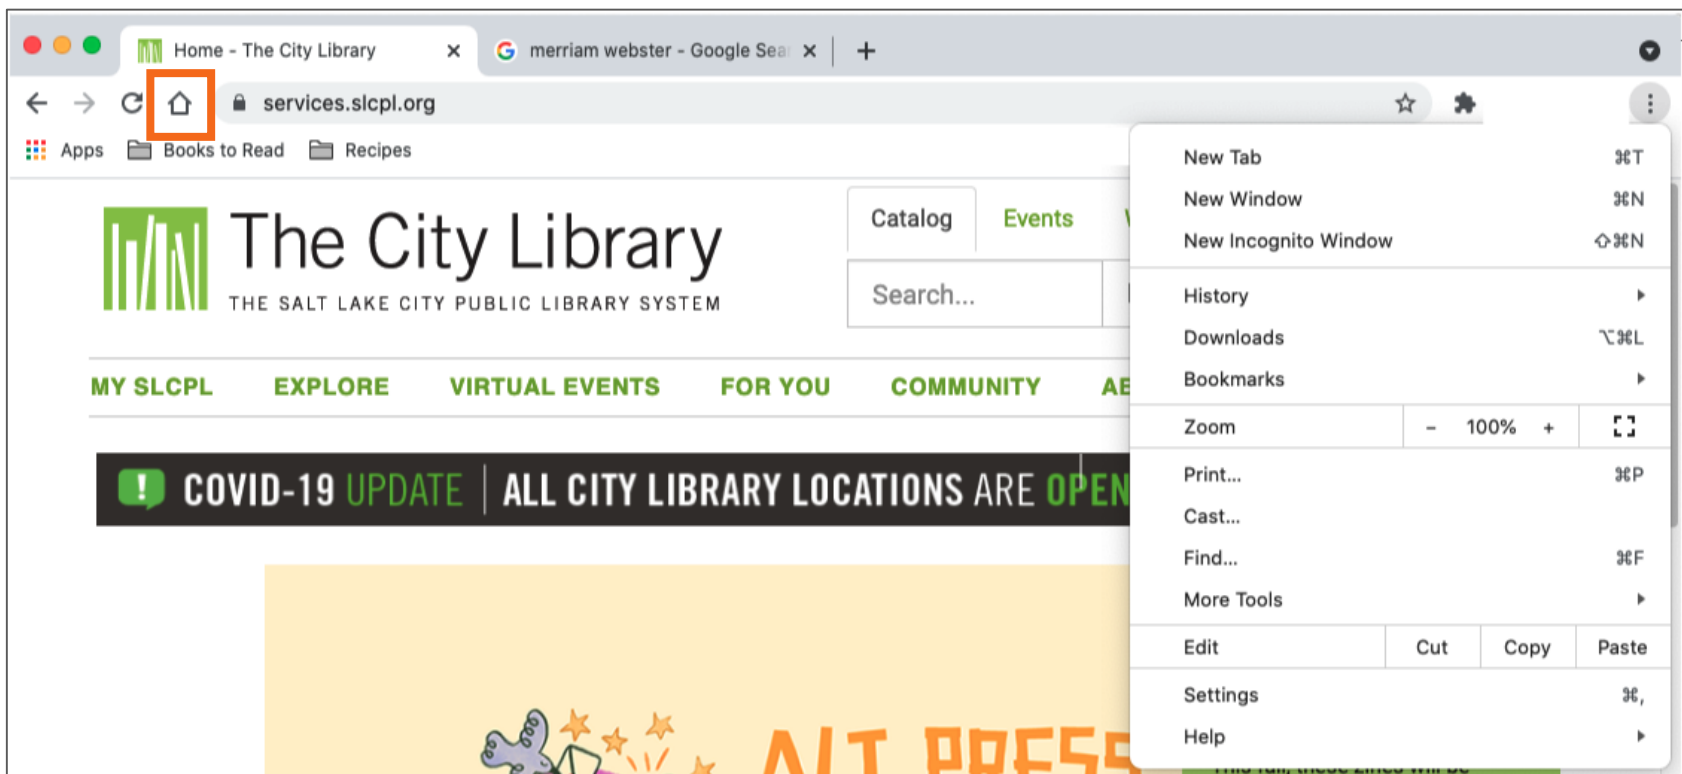 Home - The City Library
merriam webster - Google Sea
services.slcpl.org
Apps Books to Read Recipes
The City Library
THE SALT LAKE CITY PUBLIC LIBRARY SYSTEM
Catalog Events
Search...
MY SLCPL EXPLORE VIRTUAL EVENTS FOR YOU COMMUNITY
COVID-19 UPDATE ALL CITY LIBRARY LOCATIONS ARE OPEN
ALT PRESS
New Tab ⌘T
New Window ⌘N
New Incognito Window ⇧⌘N
History
Downloads ⌥⌘L
Bookmarks
Zoom - 100% +
Print... ⌘P
Cast...
Find... ⌘F
More Tools
Edit Cut Copy Paste
Settings ⌘,
Help